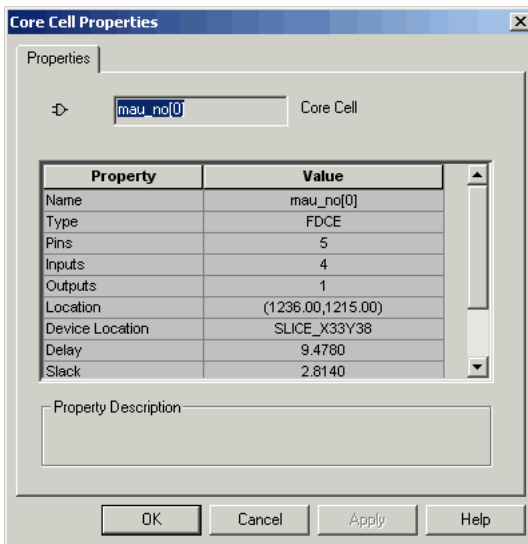 Core Cell Properties
Properties
mau_no[0] Core Cell
Property Value
Name mau_no[0]
Type FDCE
Pins 5
Inputs 4
Outputs 1
Location (1236.00,1215.00)
Device Location SLICE_X33Y38
Delay 9.4780
Slack 2.8140
Property Description
OK Cancel Apply Help